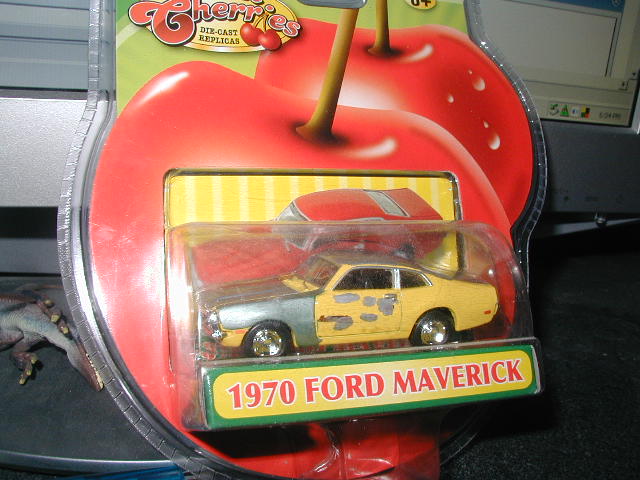 Cherries
DIE-CAST
REPLICAS
1970 FORD MAVERICK